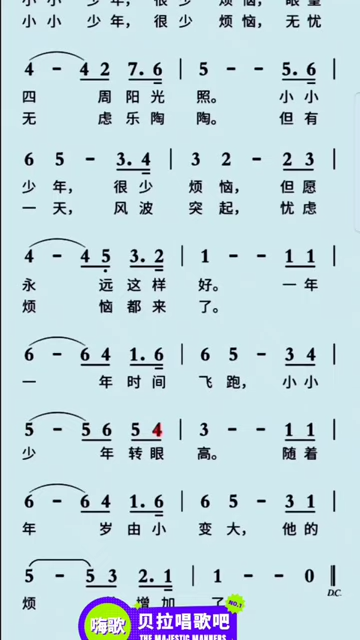 小小 少年，很少 烦恼，眼望
小小 少年，很少 烦恼，无忧
4 - 4 2 7. 6 | 5 - - 5. 6 |
四 周阳光 照。 小小
无 虑乐陶 陶。 但有
6 5 - 3. 4 | 3 2 - 2 3 |
少年， 很少 烦恼， 但愿
一天， 风波 突起， 忧虑
4 - 4 5 3. 2 | 1 - - 1 1 |
永 远这样 好。 一年
烦 恼都来 了。
6 - 6 4 1. 6 | 6 5 - 3 4 |
一 年时间 飞跑， 小小
5 - 5 6 5 4 | 3 - - 1 1 |
少 年转眼 高。 随着
6 - 6 4 1. 6 | 6 5 - 3 1 |
年 岁由小 变大， 他的
5 - 5 3 2. 1 | 1 - - 0 ‖
D.C.
烦 增加 了
嗨歌 贝拉唱歌吧 NO.1
THE MAJESTIC MANNERS